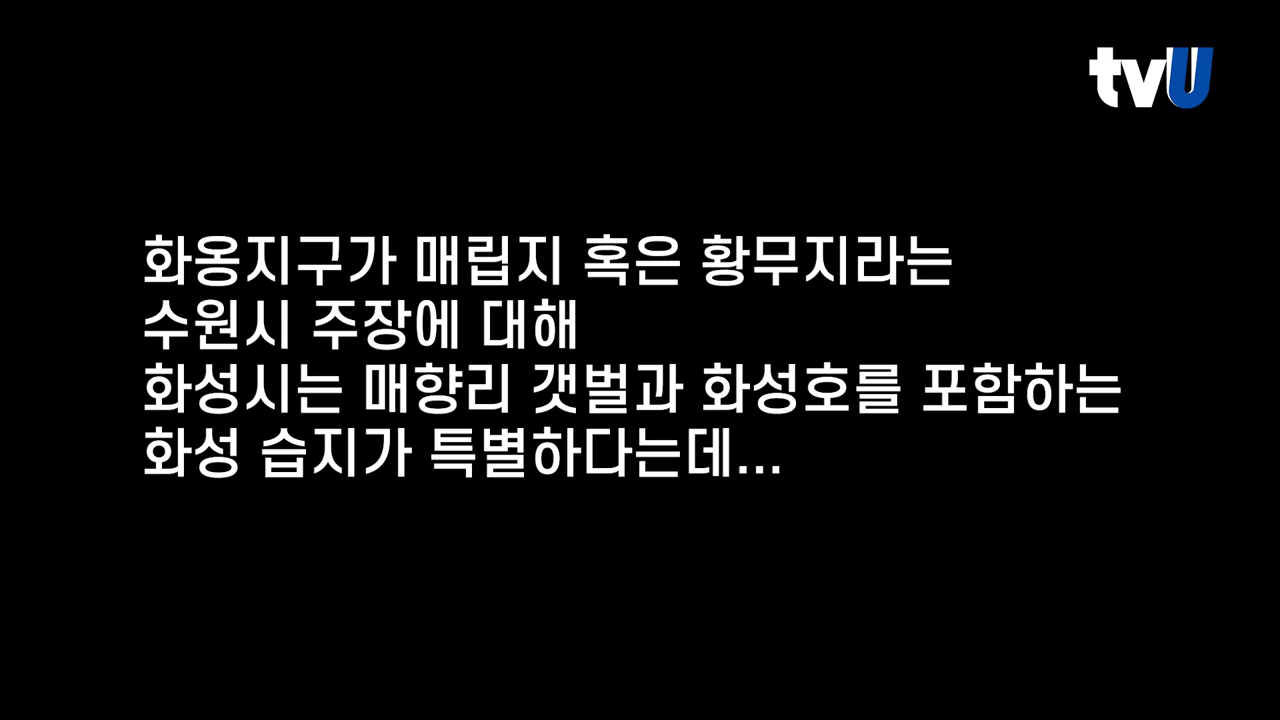 tvU
화옹지구가 매립지 혹은 황무지라는
수원시 주장에 대해
화성시는 매향리 갯벌과 화성호를 포함하는
화성 습지가 특별하다는데...